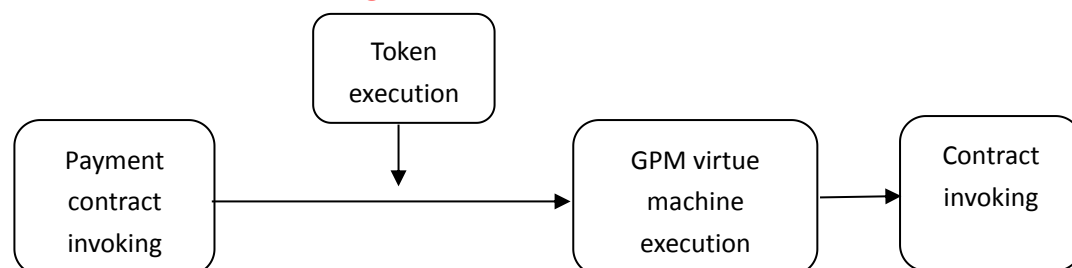 Token
execution
Payment
contract
invoking
GPM virtue
machine
execution
Contract
invoking